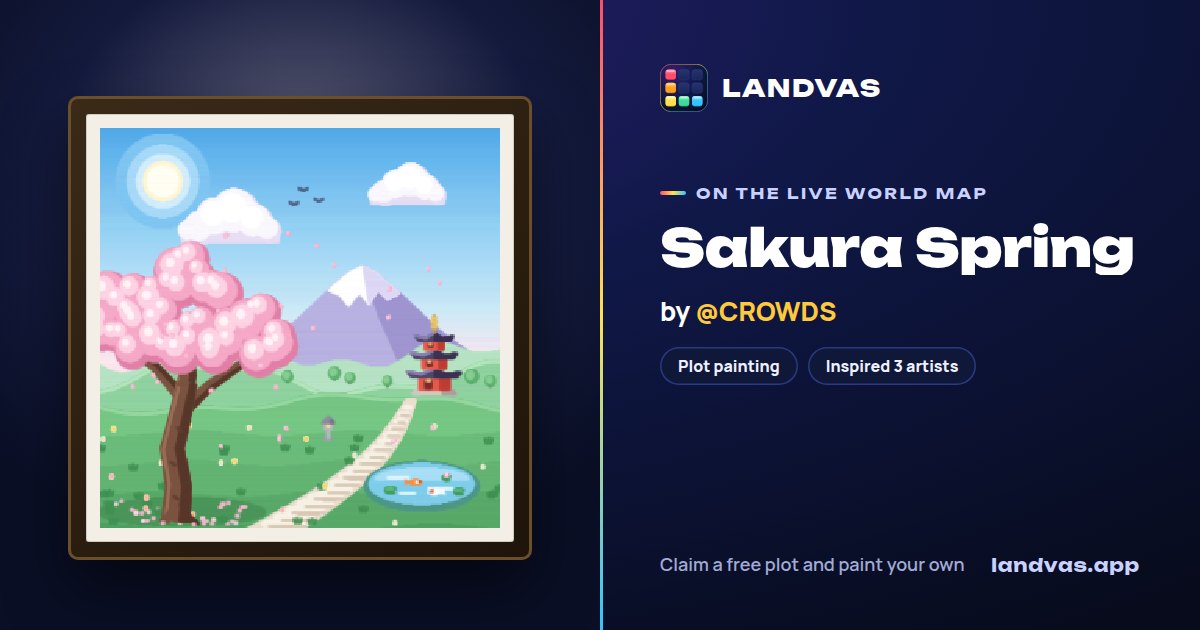 LANDVAS
ON THE LIVE WORLD MAP
Sakura Spring
by @CROWDS
Plot painting
Inspired 3 artists
Claim a free plot and paint your own
landvas.app